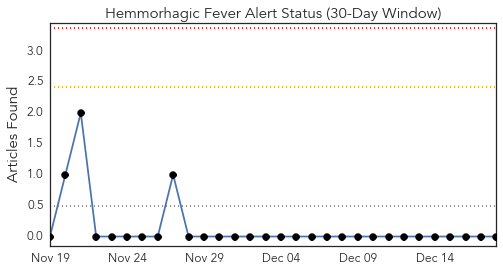 Hemmorhagic Fever Alert Status (30-Day Window)
Articles Found
3.0
2.5
2.0
1.5
1.0
0.5
0.0
Nov 19 Nov 24 Nov 29 Dec 04 Dec 09 Dec 14